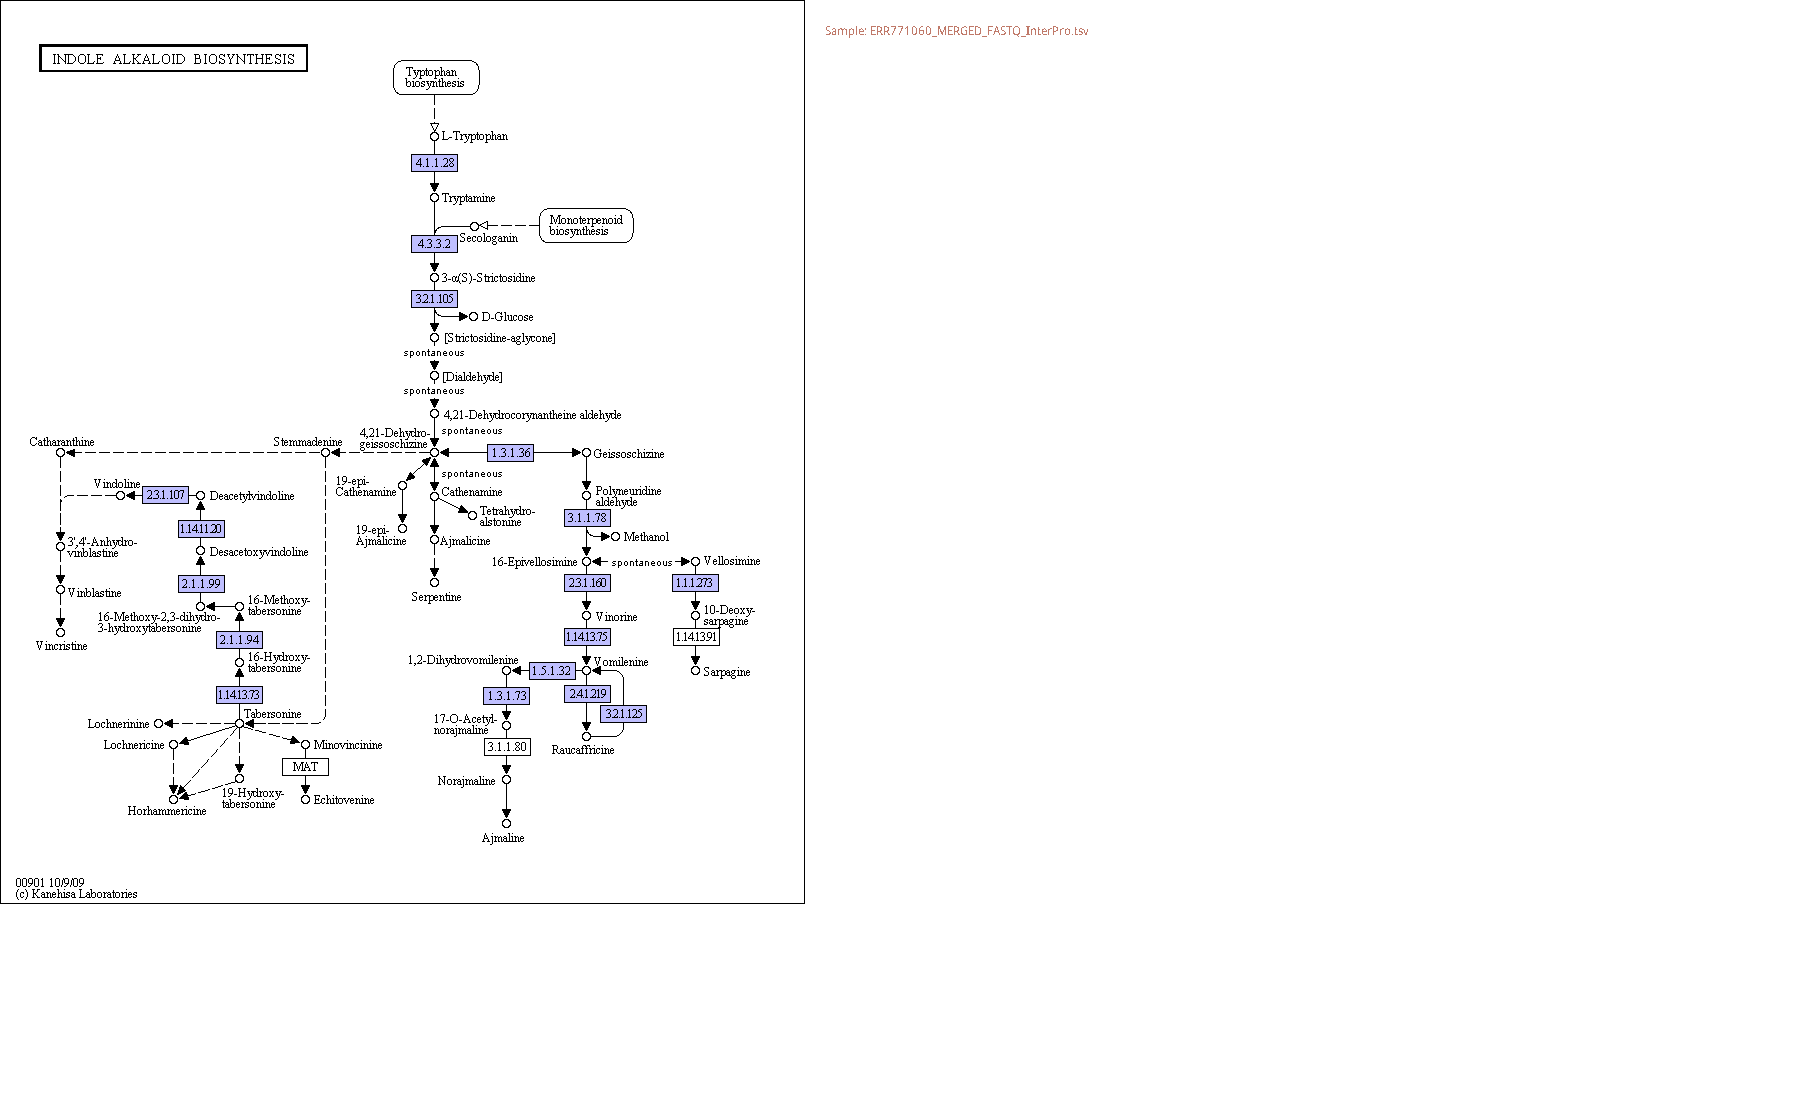 Sample: ERR771060_MERGED_FASTQ_InterPro.tsv
INDOLE ALKALOID BIOSYNTHESIS
Typtophan
biosynthesis
L-Tryptophan
4.1.1.28
Tryptamine
Monoterpenoid
biosynthesis
Secologanin
4.3.3.2
3-α(S)-Strictosidine
3.2.1.105
D-Glucose
[Strictosidine-aglycone]
spontaneous
[Dialdehyde]
spontaneous
4,21-Dehydrocorynantheine aldehyde
spontaneous
4,21-Dehydro-
geissoschizine
Catharanthine
Stemmadenine
1.3.1.36
Geissoschizine
spontaneous
19-epi-
Cathenamine
Cathenamine
Tetrahydro-
alstonine
19-epi-
Ajmalicine
Ajmalicine
Serpentine
Polyneuridine
aldehyde
3.1.1.78
Methanol
16-Epivellosimine
spontaneous
Vellosimine
2.3.1.160
1.1.1.273
Vinorine
10-Deoxy-
sarpagine
1.14.13.75
1.14.13.91
Sarpagine
1,2-Dihydrovomilenine
1.5.1.32
Vomilenine
1.3.1.73
2.4.1.219
3.2.1.125
17-O-Acetyl-
norajmaline
Raucaffricine
3.1.1.80
Norajmaline
Ajmaline
Vindoline
2.3.1.107
Deacetylvindoline
1.14.11.20
3',4'-Anhydro-
vinblastine
Desacetoxyvindoline
2.1.1.99
Vinblastine
16-Methoxy-2,3-dihydro-
3-hydroxytabersonine
16-Methoxy-
tabersonine
Vincristine
2.1.1.94
16-Hydroxy-
tabersonine
1.14.13.73
Tabersonine
Lochnerinine
Lochnericine
Minovincinine
MAT
19-Hydroxy-
tabersonine
Echitovenine
Horhammericine
00901 10/9/09
(c) Kanehisa Laboratories